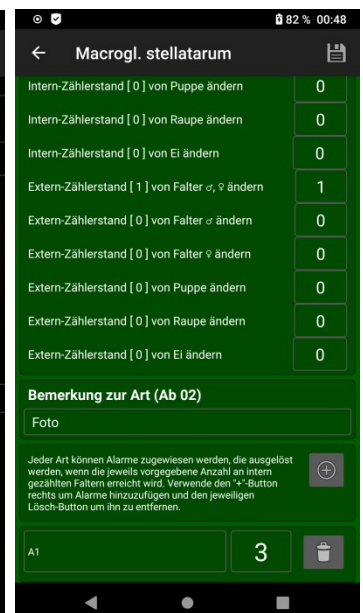 82 % 00:48
Macrogl. stellatarum
Intern-Zählerstand [ 0 ] von Puppe ändern 0
Intern-Zählerstand [ 0 ] von Raupe ändern 0
Intern-Zählerstand [ 0 ] von Ei ändern 0
Extern-Zählerstand [ 1 ] von Falter ♂, ♀ ändern 1
Extern-Zählerstand [ 0 ] von Falter ♂ ändern 0
Extern-Zählerstand [ 0 ] von Falter ♀ ändern 0
Extern-Zählerstand [ 0 ] von Puppe ändern 0
Extern-Zählerstand [ 0 ] von Raupe ändern 0
Extern-Zählerstand [ 0 ] von Ei ändern 0
Bemerkung zur Art (Ab 02)
Foto
Jeder Art können Alarme zugewiesen werden, die ausgelöst
werden, wenn die jeweils vorgegebene Anzahl an intern
gezählten Faltern erreicht wird. Verwende den "+"-Button
rechts um Alarme hinzuzufügen und den jeweiligen
Lösch-Button um ihn zu entfernen.
A1 3